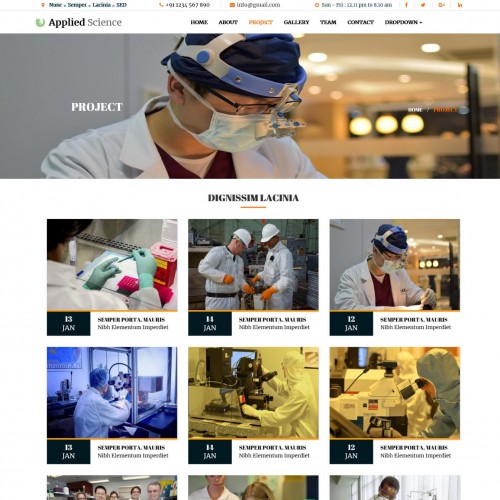 Nunc » Semper » Lacinia » SED
+91 1234 567 890
info@gmail.com
Sun - Fri : 12.11 pm to 8.10 am
Applied Science
HOME ABOUT PROJECT GALLERY TEAM CONTACT DROPDOWN
PROJECT
HOME / PROJECT
DIGNISSIM LACINIA
13 JAN
SEMPER PORTA, MAURIS
Nibh Elementum Imperdiet
14 JAN
SEMPER PORTA, MAURIS
Nibh Elementum Imperdiet
12 JAN
SEMPER PORTA, MAURIS
Nibh Elementum Imperdiet
13 JAN
SEMPER PORTA, MAURIS
Nibh Elementum Imperdiet
14 JAN
SEMPER PORTA, MAURIS
Nibh Elementum Imperdiet
12 JAN
SEMPER PORTA, MAURIS
Nibh Elementum Imperdiet